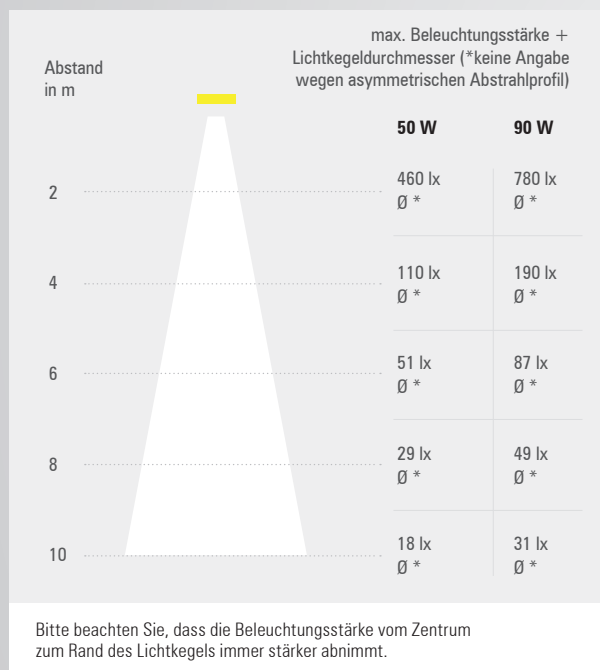 max. Beleuchtungsstärke +
Lichtkegeldurchmesser (*keine Angabe
wegen asymmetrischen Abstrahlprofil)
Abstand
in m
50 W 90 W
2 460 lx 780 lx
Ø * Ø *
4 110 lx 190 lx
Ø * Ø *
6 51 lx 87 lx
Ø * Ø *
8 29 lx 49 lx
Ø * Ø *
10 18 lx 31 lx
Ø * Ø *
Bitte beachten Sie, dass die Beleuchtungsstärke vom Zentrum
zum Rand des Lichtkegels immer stärker abnimmt.